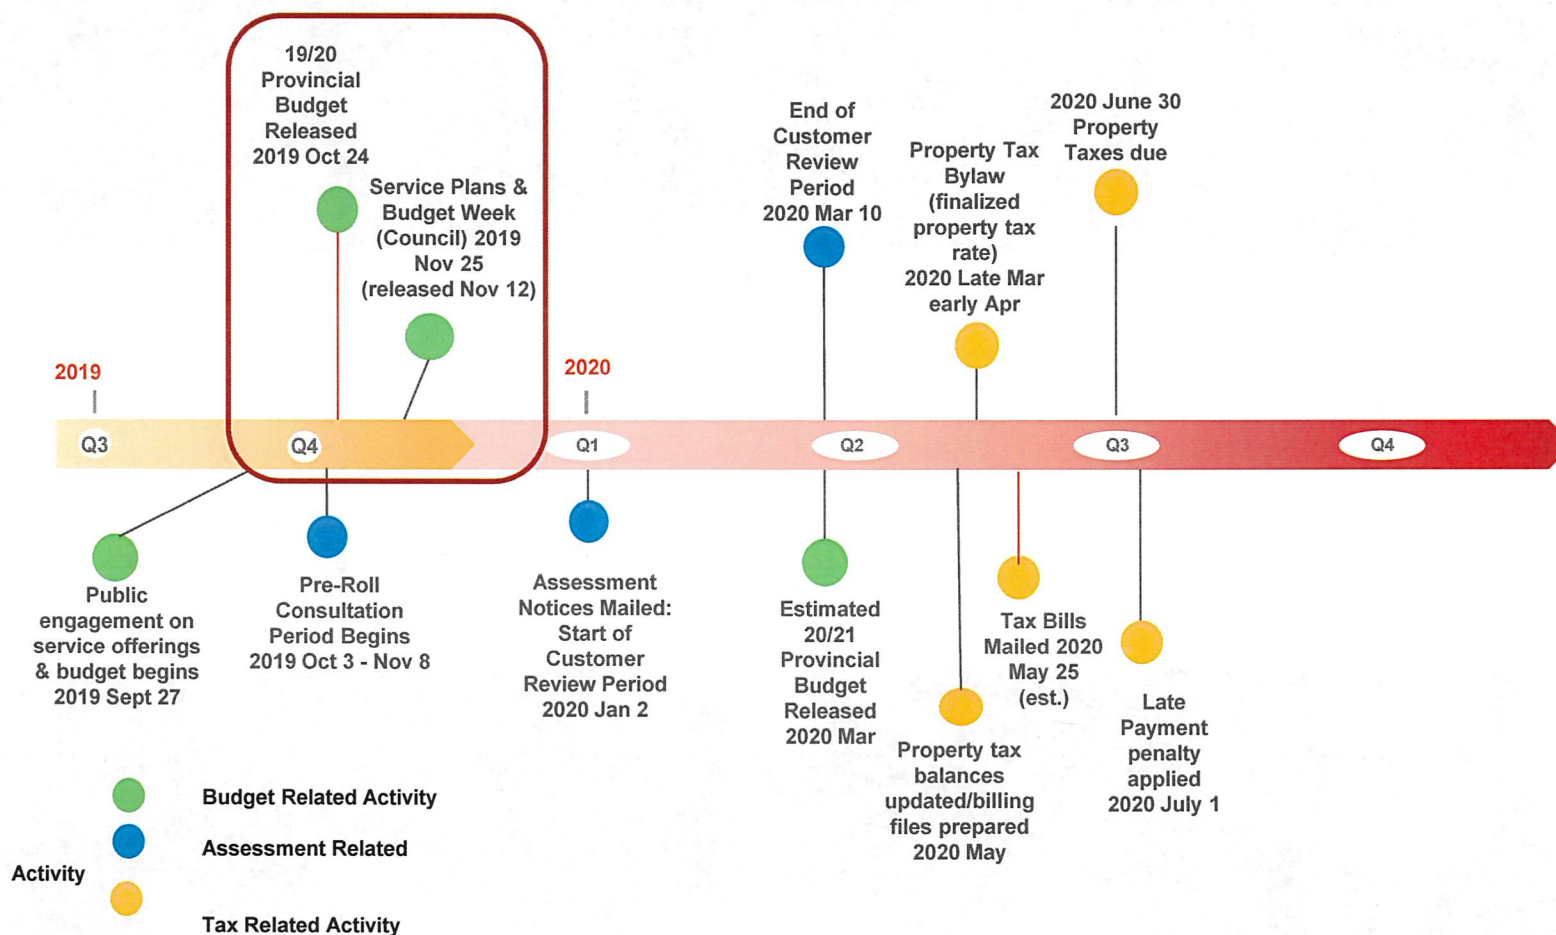 19/20
Provincial
Budget
Released
2019 Oct 24
Service Plans &
Budget Week
(Council) 2019
Nov 25
(released Nov 12)
End of
Customer
Review
Period
2020 Mar 10
Property Tax
Bylaw
(finalized
property tax
rate)
2020 Late Mar
early Apr
2020 June 30
Property
Taxes due
2019
2020
Q3
Q4
Q1
Q2
Q3
Q4
Public
engagement on
service offerings
& budget begins
2019 Sept 27
Pre-Roll
Consultation
Period Begins
2019 Oct 3 - Nov 8
Assessment
Notices Mailed:
Start of
Customer
Review Period
2020 Jan 2
Estimated
20/21
Provincial
Budget
Released
2020 Mar
Property tax
balances
updated/billing
files prepared
2020 May
Tax Bills
Mailed 2020
May 25
(est.)
Late
Payment
penalty
applied
2020 July 1
Budget Related Activity
Assessment Related
Activity
Tax Related Activity